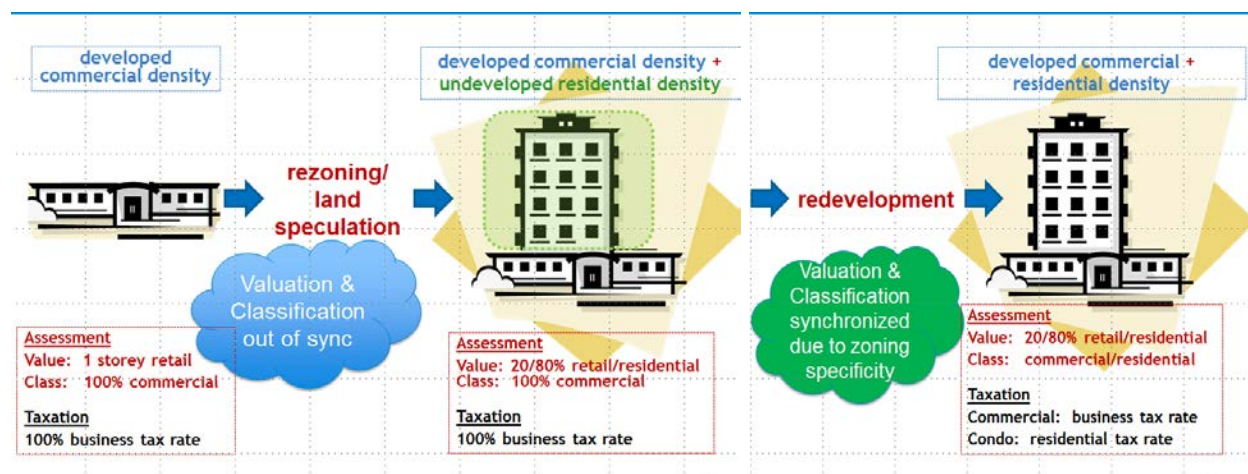 developed
commercial density
rezoning/
land
speculation
Valuation &
Classification
out of sync
Assessment
Value: 1 storey retail
Class: 100% commercial
Taxation
100% business tax rate
developed commercial density +
undeveloped residential density
Assessment
Value: 20/80% retail/residential
Class: 100% commercial
Taxation
100% business tax rate
redevelopment
Valuation &
Classification
synchronized
due to zoning
specificity
developed commercial +
residential density
Assessment
Value: 20/80% retail/residential
Class: commercial/residential
Taxation
Commercial: business tax rate
Condo: residential tax rate